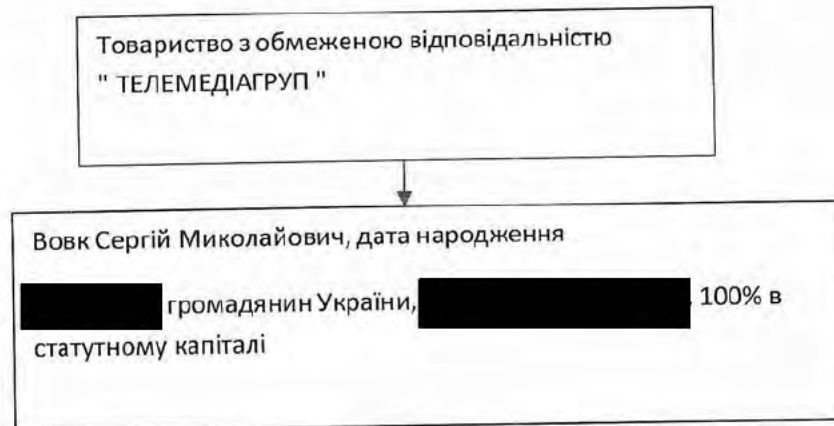 Товариство з обмеженою відповідальністю
" ТЕЛЕМЕДІАГРУП "
Вовк Сергій Миколайович, дата народження
громадянин України, 100% в
статутному капіталі